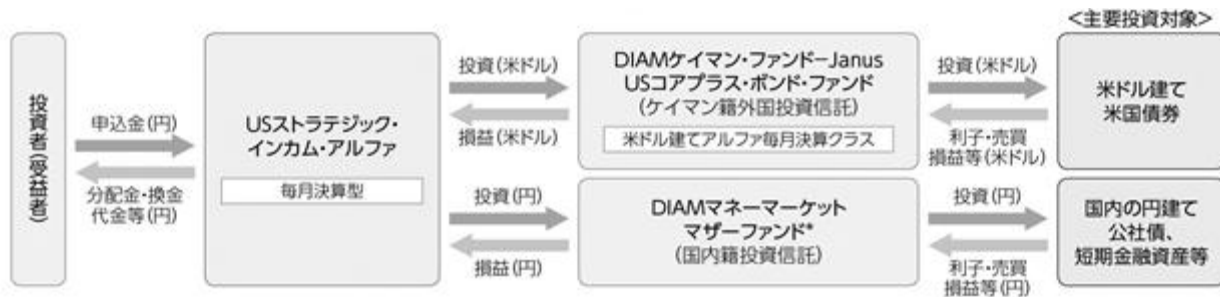 <主要投資対象>
投資者(受益者)
申込金(円)
分配金・換金
代金等(円)
USストラテジック・
インカム・アルファ
毎月決算型
投資(米ドル)
損益(米ドル)
投資(円)
損益(円)
DIAMケイマン・ファンド－Janus
USコアプラス・ボンド・ファンド
(ケイマン籍外国投資信託)
米ドル建てアルファ毎月決算クラス
DIAMマネーマーケット
マザーファンド*
(国内籍投資信託)
投資(米ドル)
利子・売買
損益等(米ドル)
投資(円)
利子・売買
損益等(円)
米ドル建て
米国債券
国内の円建て
公社債、
短期金融資産等